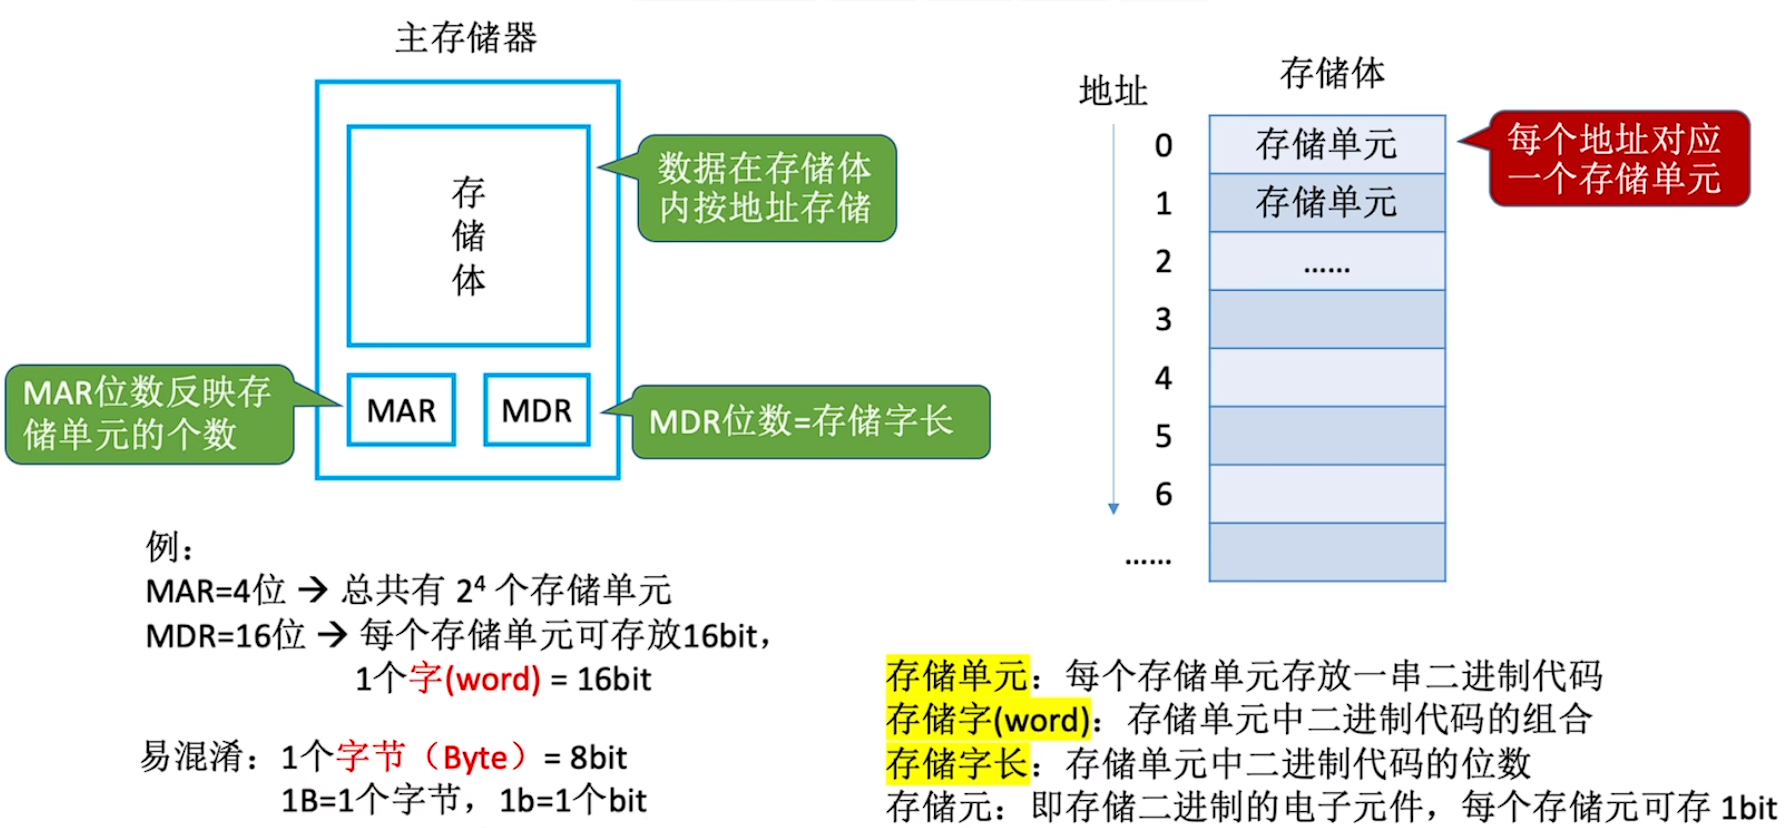 主存储器
存
储
体
数据在存储体
内按地址存储
MAR位数反映存
储单元的个数
MAR
MDR
MDR位数=存储字长
地址
存储体
0
存储单元
1
存储单元
2
……
3
4
5
6
……
每个地址对应
一个存储单元
例：
MAR=4位 → 总共有 2⁴ 个存储单元
MDR=16位 → 每个存储单元可存放16bit，
1个字(word) = 16bit
易混淆：1个字节（Byte）= 8bit
1B=1个字节，1b=1个bit
存储单元：每个存储单元存放一串二进制代码
存储字(word)：存储单元中二进制代码的组合
存储字长：存储单元中二进制代码的位数
存储元：即存储二进制的电子元件，每个存储元可存 1bit